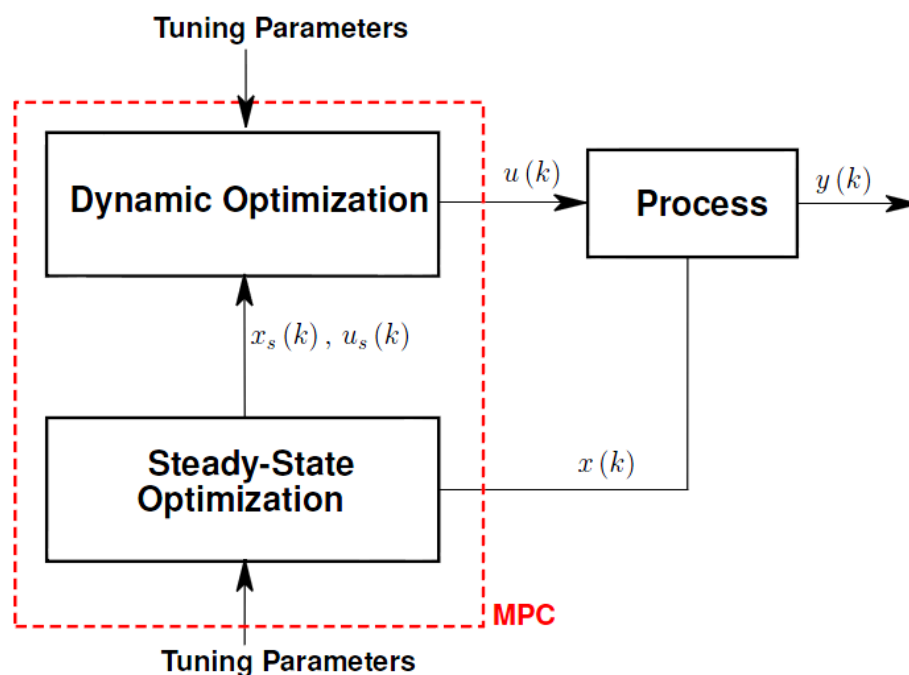 Tuning Parameters
Dynamic Optimization
u (k)
Process
y (k)
x_s (k) , u_s (k)
Steady-State
Optimization
x (k)
MPC
Tuning Parameters